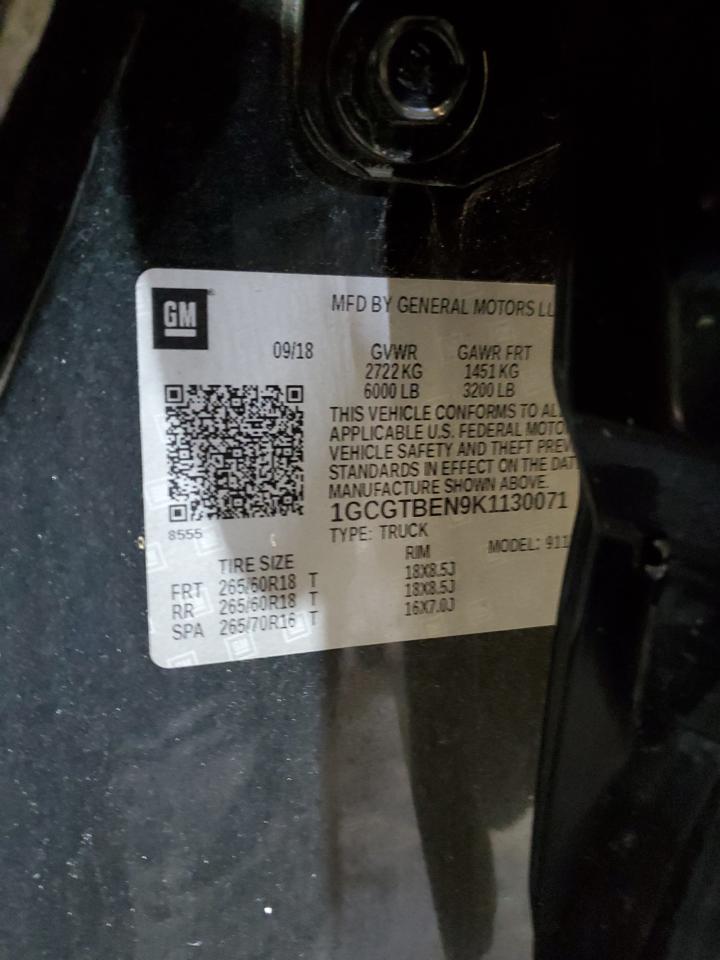 GM
MFD BY GENERAL MOTORS LL
09/18
GVWR GAWR FRT
2722 KG 1451 KG
6000 LB 3200 LB
THIS VEHICLE CONFORMS TO ALL
APPLICABLE U.S. FEDERAL MOTO
VEHICLE SAFETY AND THEFT PREV
STANDARDS IN EFFECT ON THE DAT
MANUFACTURE SHOWN ABOVE.
1GCGTBEN9K1130071
8555
TYPE: TRUCK MODEL: 911
TIRE SIZE RIM
FRT 265/60R18 T 18X8.5J
RR 265/60R18 T 18X8.5J
SPA 265/70R16 T 16X7.0J